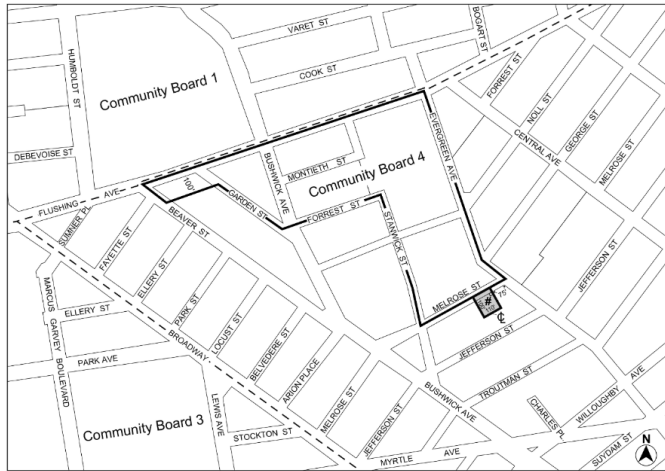 VARET ST
BOGART ST
HUMBOLDT ST
COOK ST
FORREST ST
NOLL ST
Community Board 1
GEORGE ST
CENTRAL AVE
MELROSE ST
EVERGREEN AVE
DEBEVOISE ST
BUSHWICK AVE
MONTIETH ST
Community Board 4
100'
GARDEN ST
FORREST ST
FLUSHING AVE
SUMNER PL
BEAVER ST
STANWICK ST
FAYETTE ST
JEFFERSON ST
ELLERY ST
MELROSE ST
#
75'
MARCUS GARVEY BOULEVARD
ELLERY ST
PARK ST
LOCUST ST
BROADWAY
BELVEDERE ST
JEFFERSON ST
PARK AVE
ARION PLACE
BUSHWICK AVE
TROUTMAN ST
WILLOUGHBY AVE
LEWIS AVE
MELROSE ST
CHARLES PL
Community Board 3
STOCKTON ST
JEFFERSON ST
MYRTLE AVE
SUYDAM ST
N